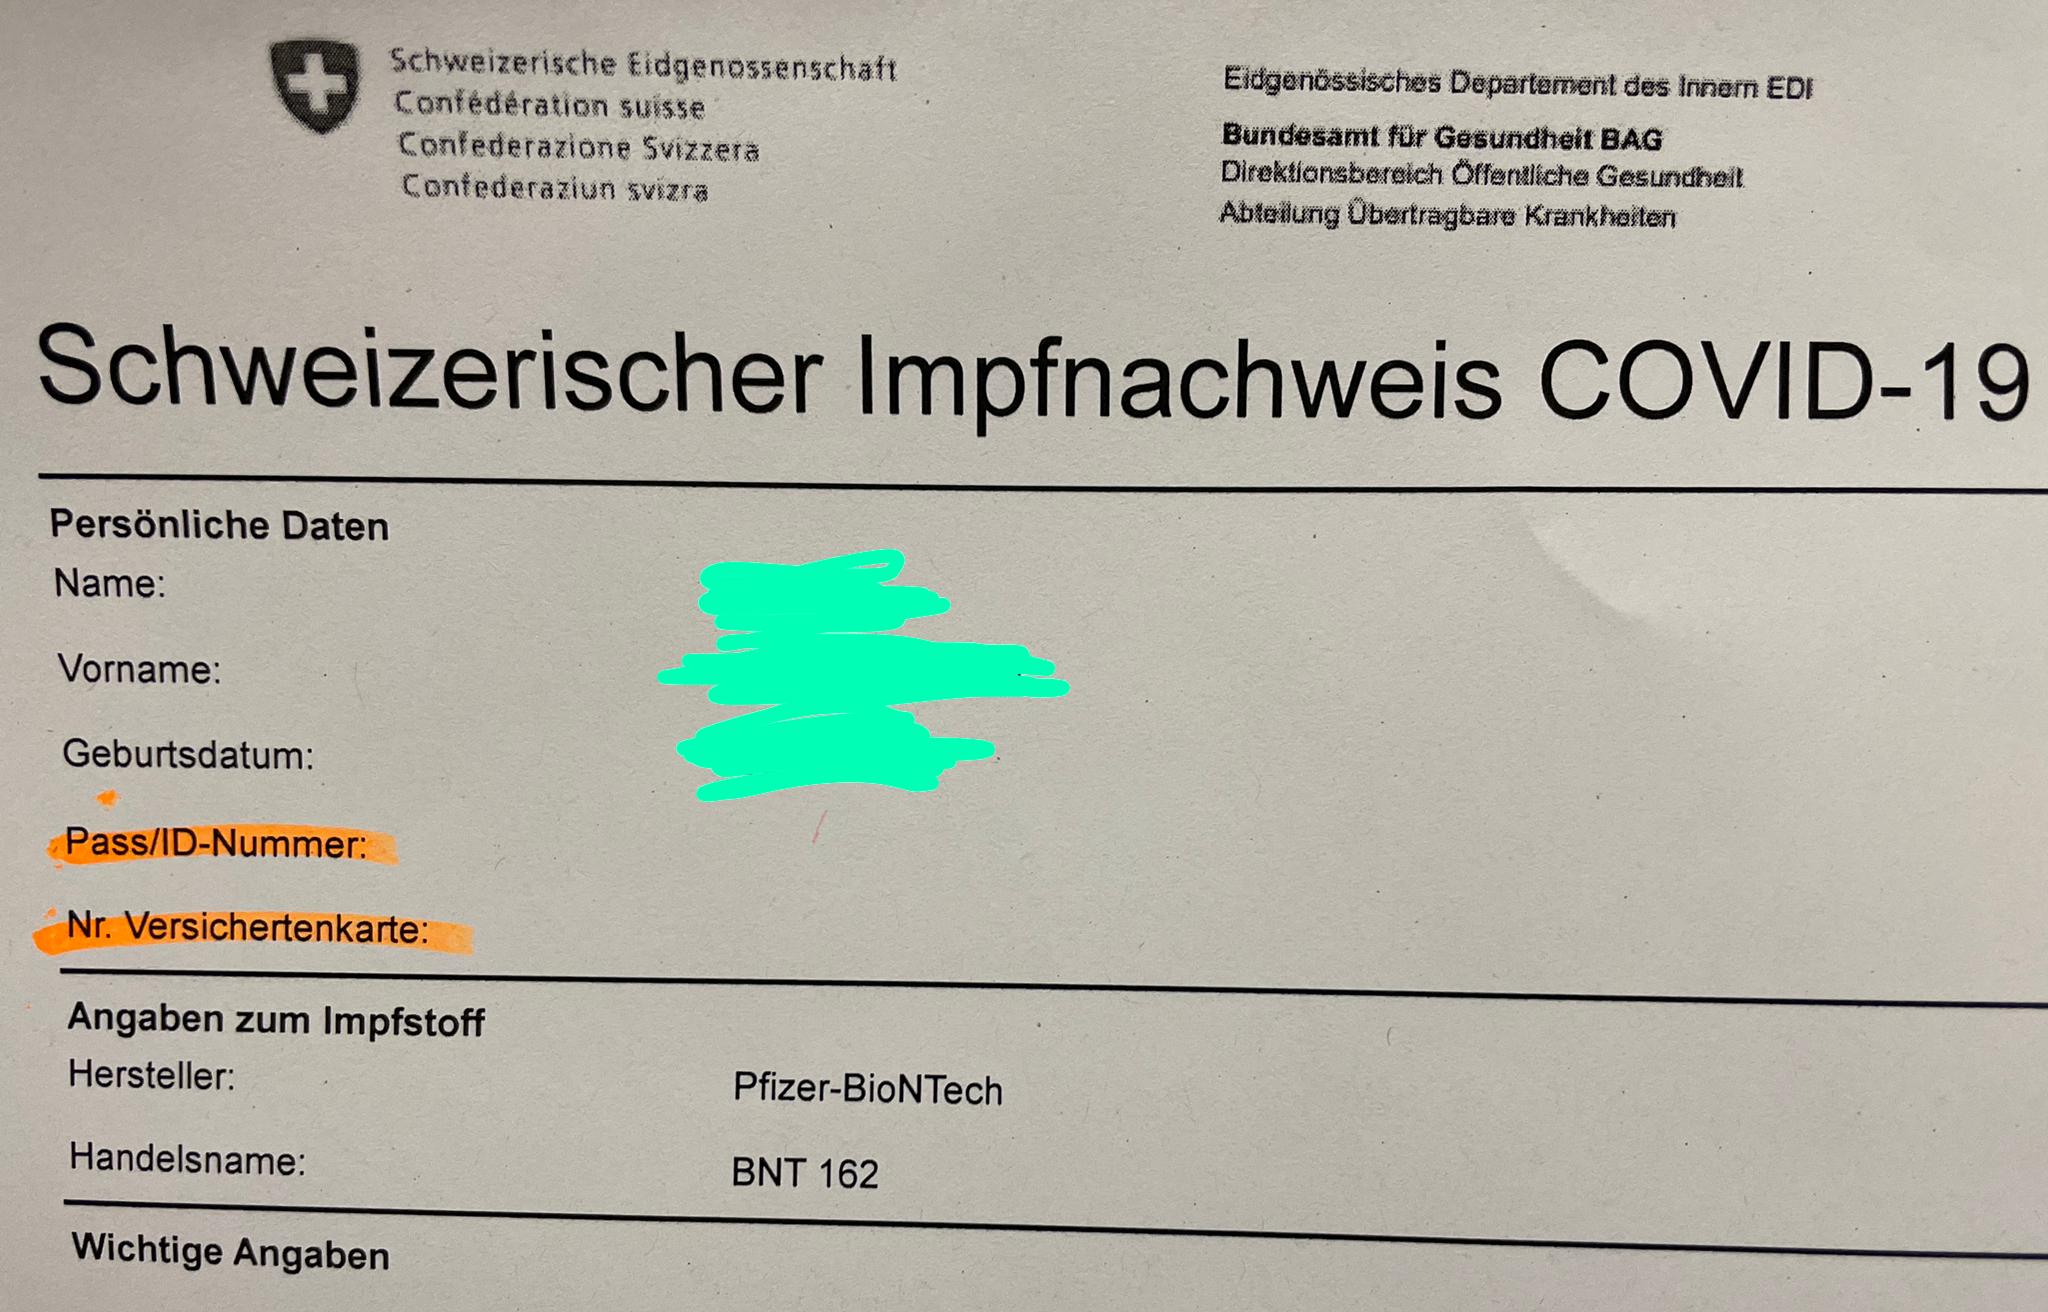 Schweizerische Eidgenossenschaft
Confédération suisse
Confederazione Svizzera
Confederaziun svizra
Eidgenössisches Departement des Innern EDI
Bundesamt für Gesundheit BAG
Direktionsbereich Öffentliche Gesundheit
Abteilung Übertragbare Krankheiten
Schweizerischer Impfnachweis COVID-19
Persönliche Daten
Name:
Vorname:
Geburtsdatum:
Pass/ID-Nummer:
Nr. Versichertenkarte:
Angaben zum Impfstoff
Hersteller: Pfizer-BioNTech
Handelsname: BNT 162
Wichtige Angaben